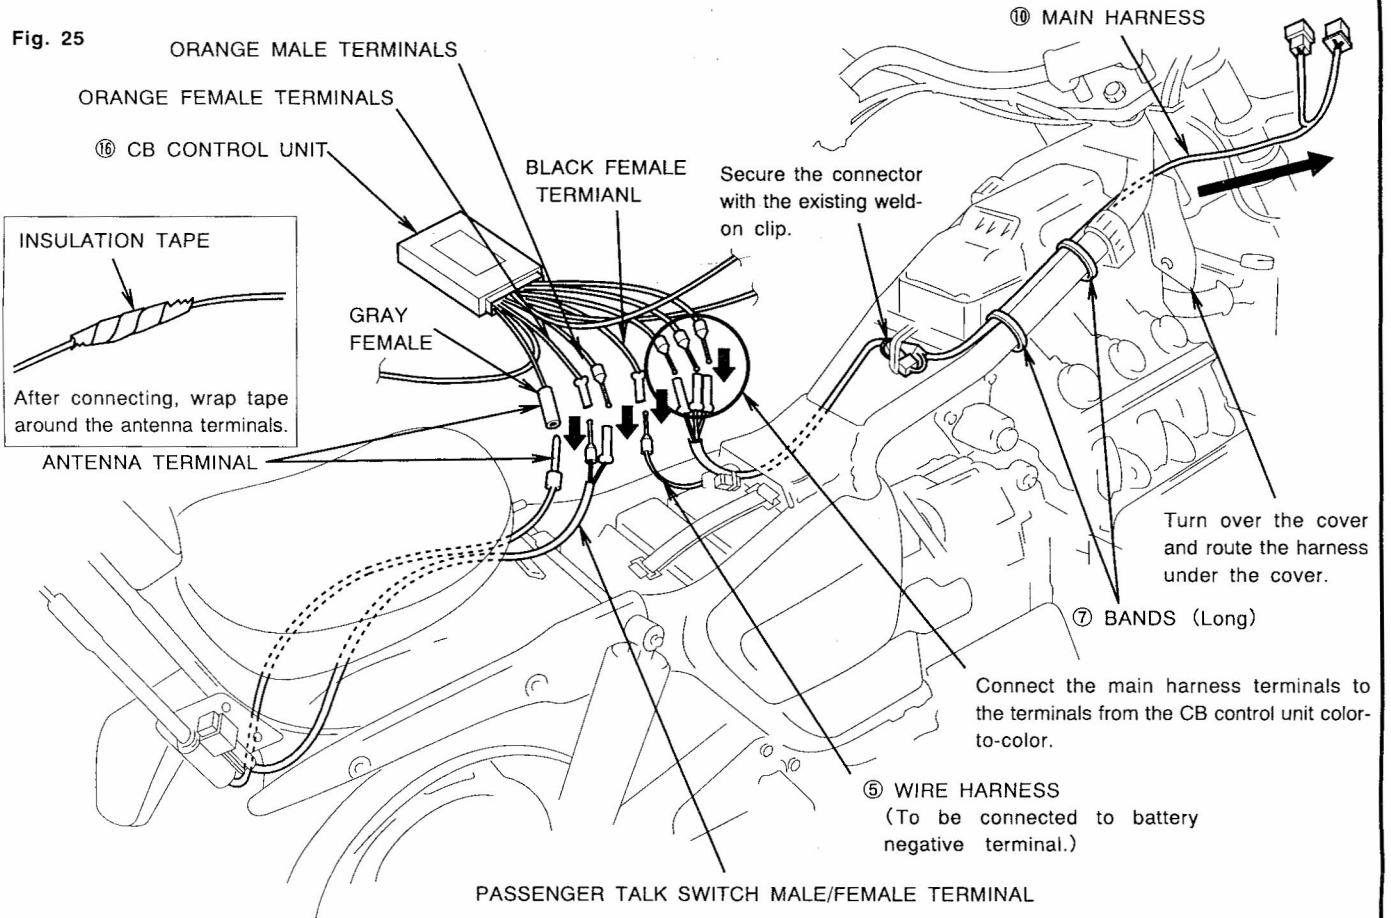 Fig. 25
⑩ MAIN HARNESS
ORANGE MALE TERMINALS
ORANGE FEMALE TERMINALS
⑯ CB CONTROL UNIT
BLACK FEMALE
TERMIANL
Secure the connector
with the existing weld-
on clip.
INSULATION TAPE
After connecting, wrap tape
around the antenna terminals.
GRAY
FEMALE
ANTENNA TERMINAL
Turn over the cover
and route the harness
under the cover.
⑦ BANDS (Long)
Connect the main harness terminals to
the terminals from the CB control unit color-
to-color.
⑤ WIRE HARNESS
(To be connected to battery
negative terminal.)
PASSENGER TALK SWITCH MALE/FEMALE TERMINAL